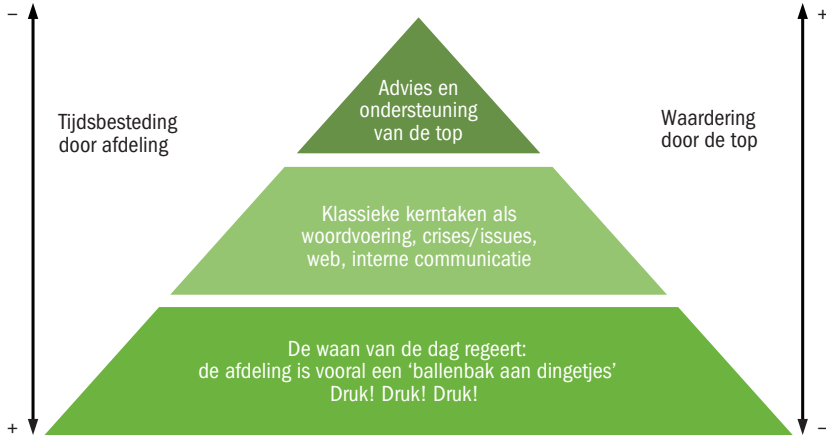 –
+
Advies en
ondersteuning
van de top
Tijdsbesteding
door afdeling
Waardering
door de top
Klassieke kerntaken als
woordvoering, crises/issues,
web, interne communicatie
De waan van de dag regeert:
de afdeling is vooral een ‘ballenbak aan dingetjes’
Druk! Druk! Druk!
+
–